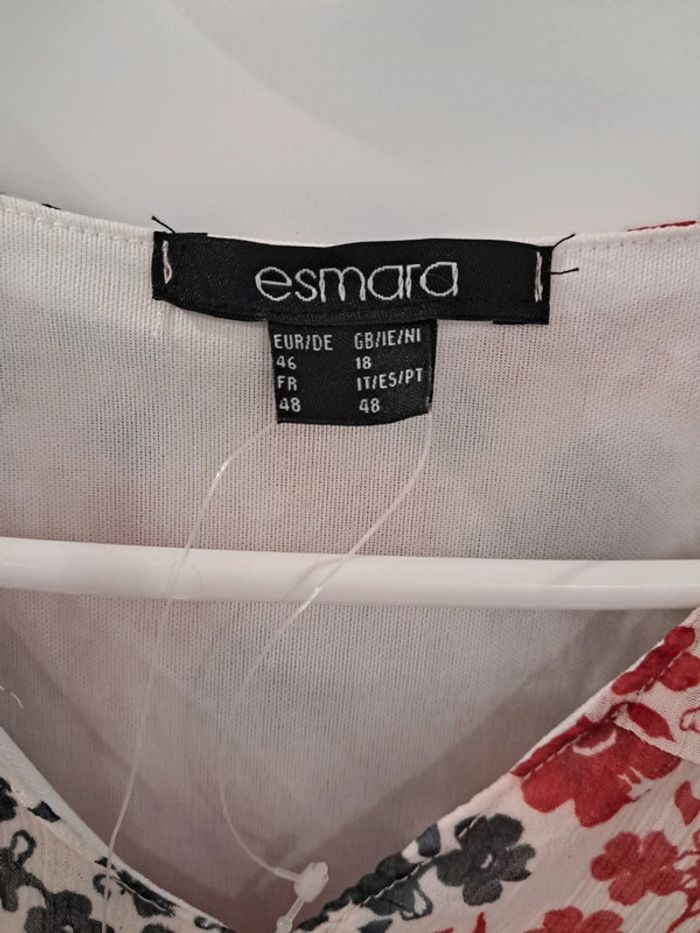 esmara
EUR/DE GB/IE/NI
46 18
FR IT/ES/PT
48 48